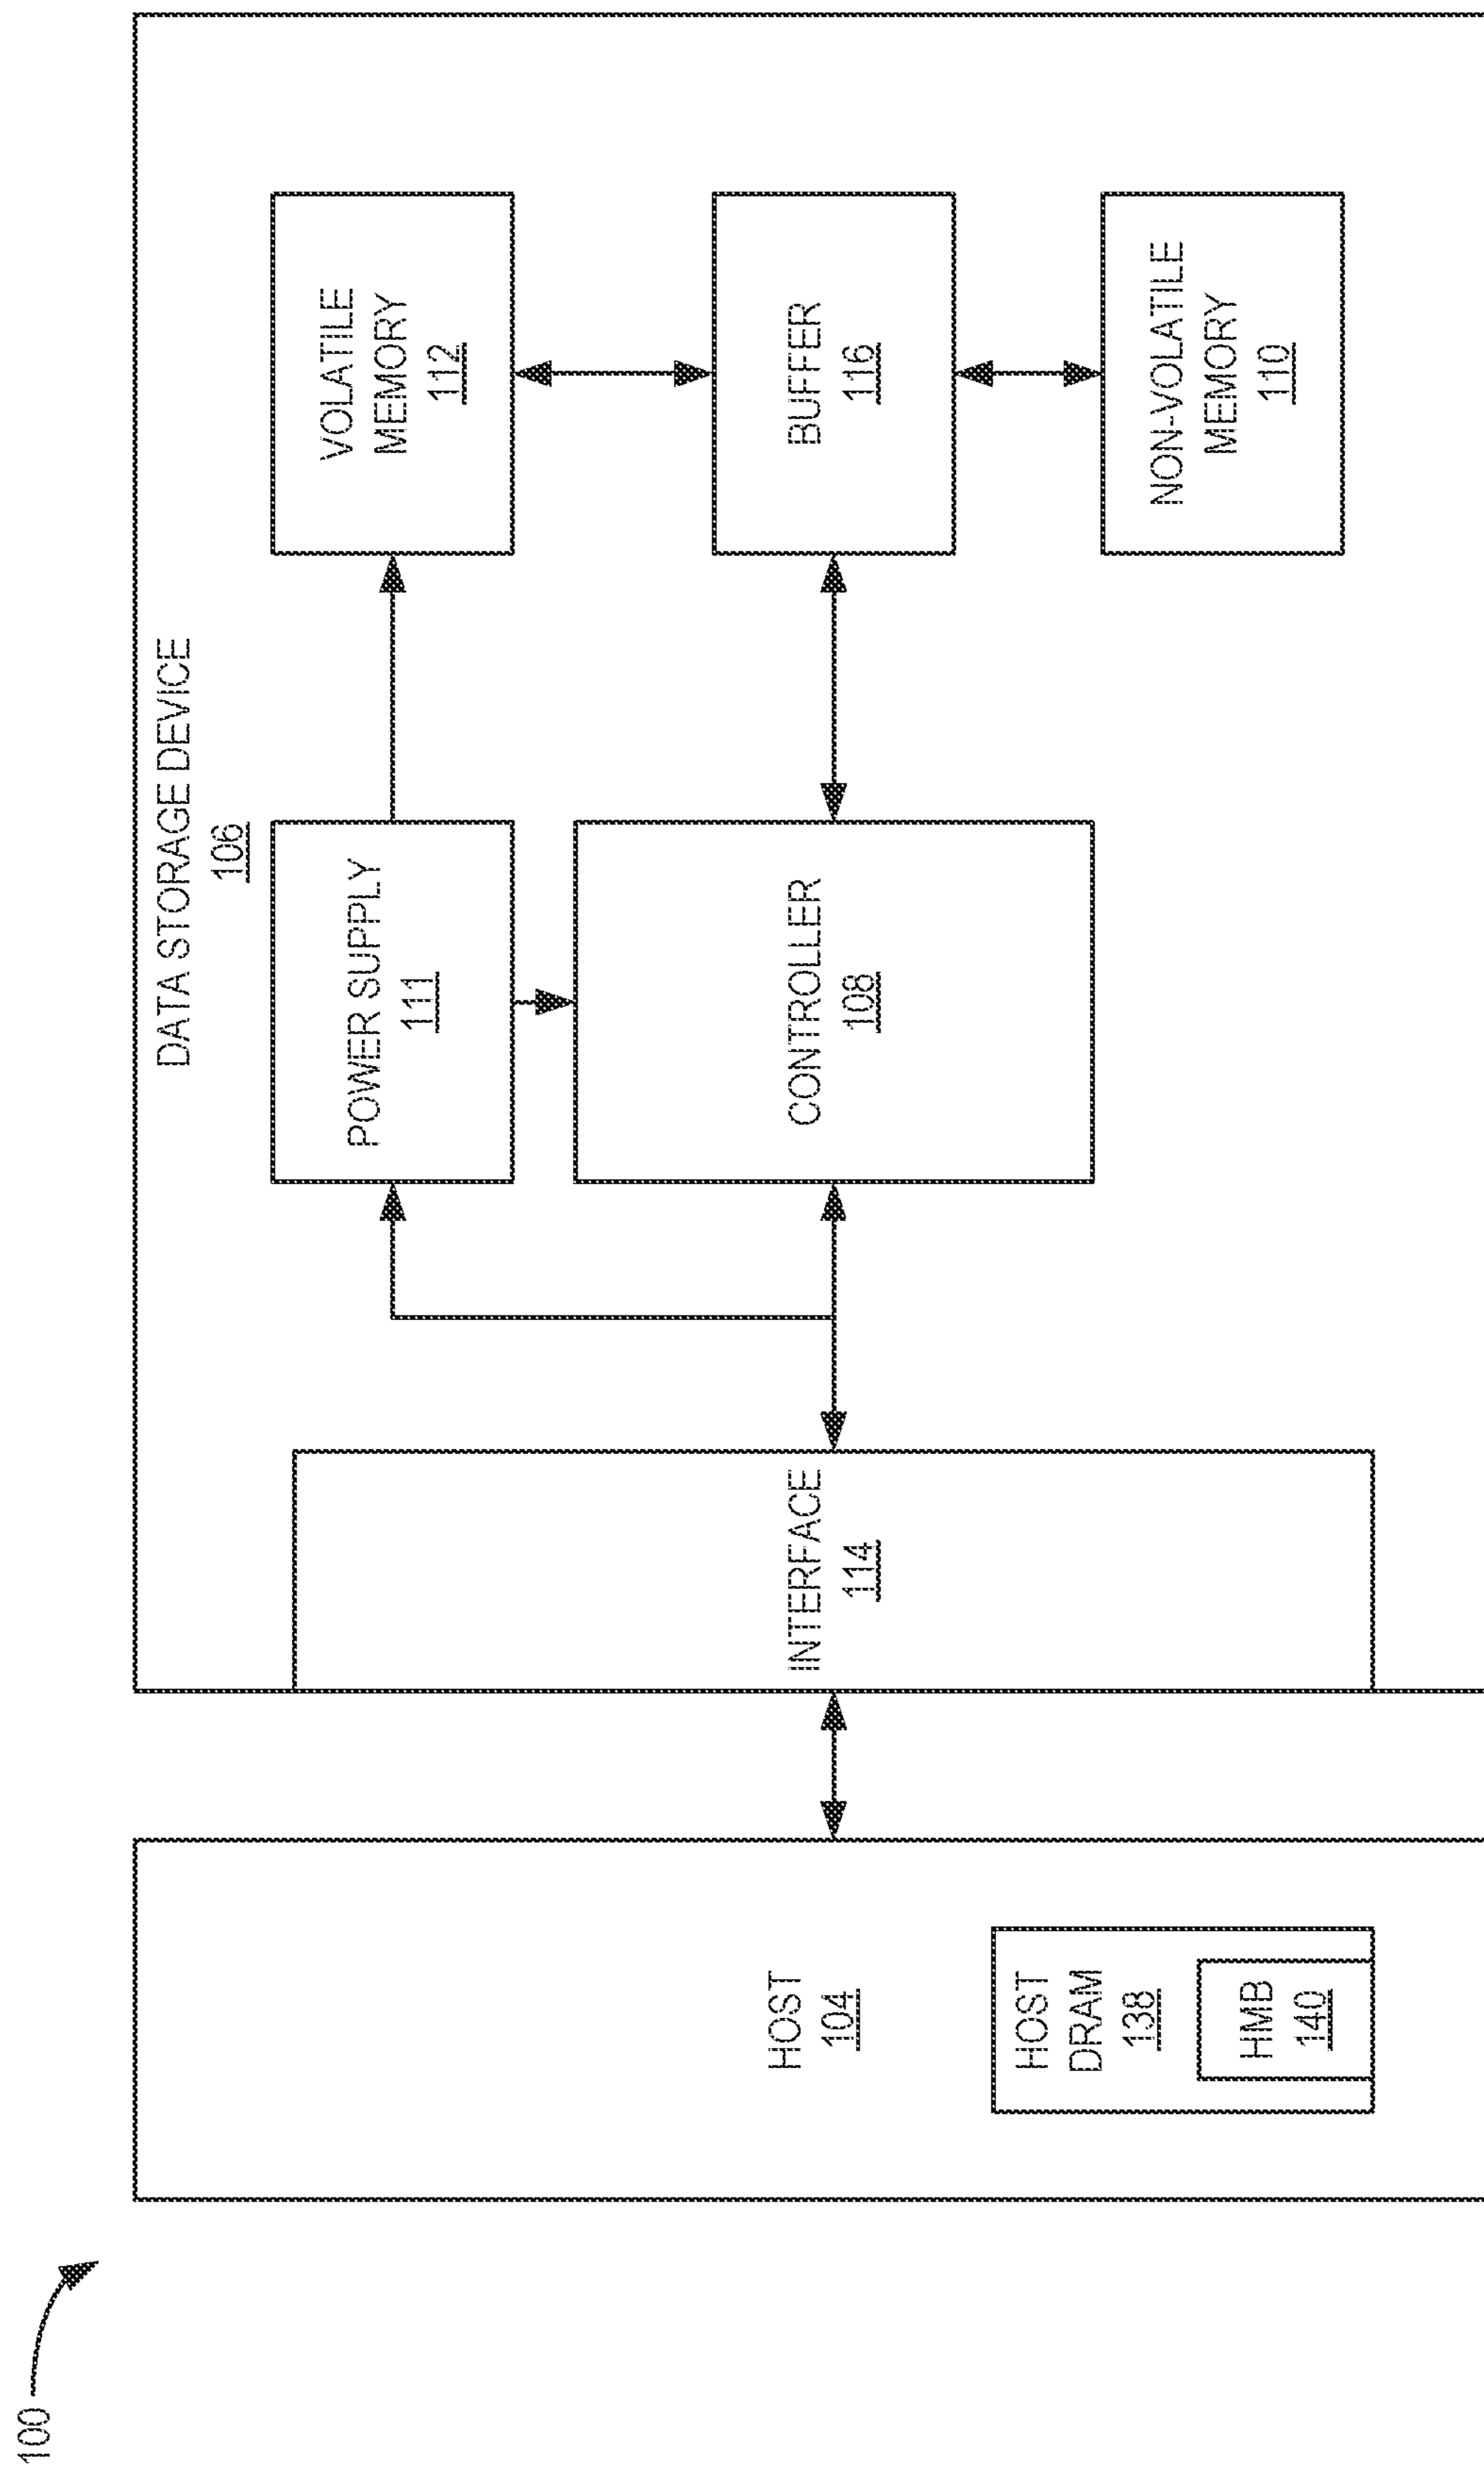 100
HOST
104
HOST
DRAM
138
HMB
140
DATA STORAGE DEVICE
106
INTERFACE
114
POWER SUPPLY
111
CONTROLLER
108
VOLATILE
MEMORY
112
BUFFER
116
NON-VOLATILE
MEMORY
110